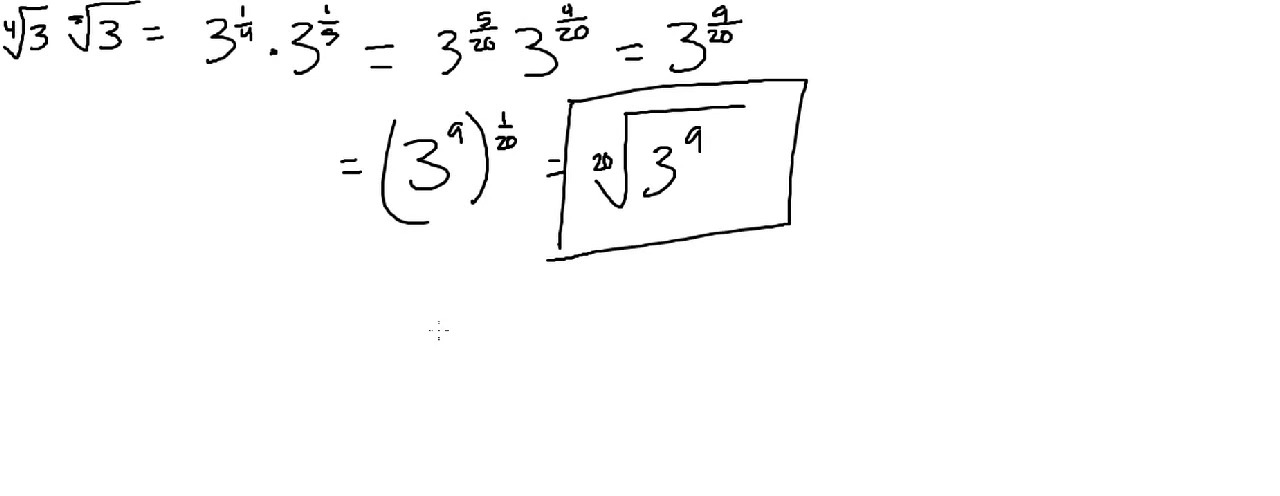 ⁴√3 ⁵√3 = 3^(1/4) · 3^(1/5) = 3^(5/20) 3^(4/20) = 3^(9/20)
= (3^9)^(1/20) = ²⁰√(3^9)